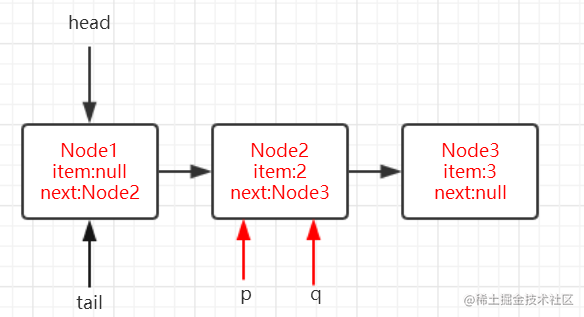 head
Node1
item:null
next:Node2
Node2
item:2
next:Node3
Node3
item:3
next:null
tail
p
q
@稀土掘金技术社区